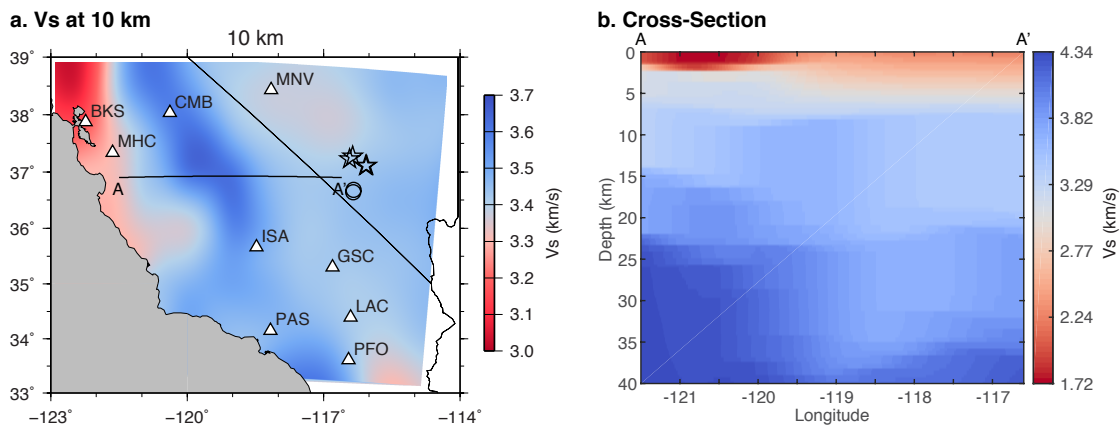 a. Vs at 10 km
10 km
39˚
38˚
37˚
36˚
35˚
34˚
33˚
−123˚
−120˚
−117˚
−114˚
MNV
CMB
BKS
MHC
A
A'
ISA
GSC
LAC
PAS
PFO
3.7
3.6
3.5
3.4
3.3
3.2
3.1
3.0
Vs (km/s)
b. Cross-Section
A
A'
0
5
10
15
20
25
30
35
40
Depth (km)
-121
-120
-119
-118
-117
Longitude
4.34
3.82
3.29
2.77
2.24
1.72
Vs (km/s)